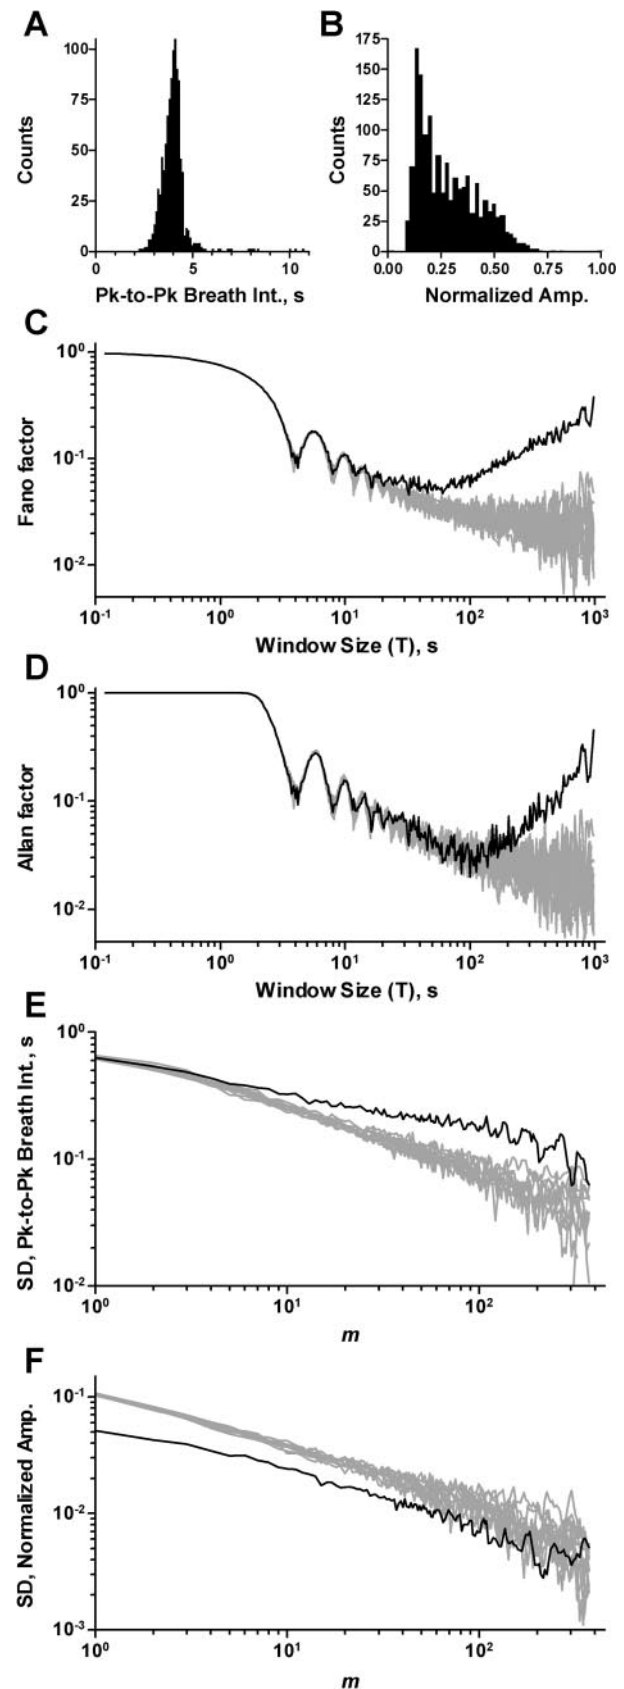 A
B
100
75
50
25
0
Counts
0
5
10
Pk-to-Pk Breath Int., s
175
150
125
100
75
50
25
0
Counts
0.00
0.25
0.50
0.75
1.00
Normalized Amp.
C
10⁰
10⁻¹
10⁻²
Fano factor
10⁻¹
10⁰
10¹
10²
10³
Window Size (T), s
D
10⁰
10⁻¹
10⁻²
Allan factor
10⁻¹
10⁰
10¹
10²
10³
Window Size (T), s
E
10⁰
10⁻¹
10⁻²
SD, Pk-to-Pk Breath Int., s
10⁰
10¹
10²
m
F
10⁻¹
10⁻²
10⁻³
SD, Normalized Amp.
10⁰
10¹
10²
m